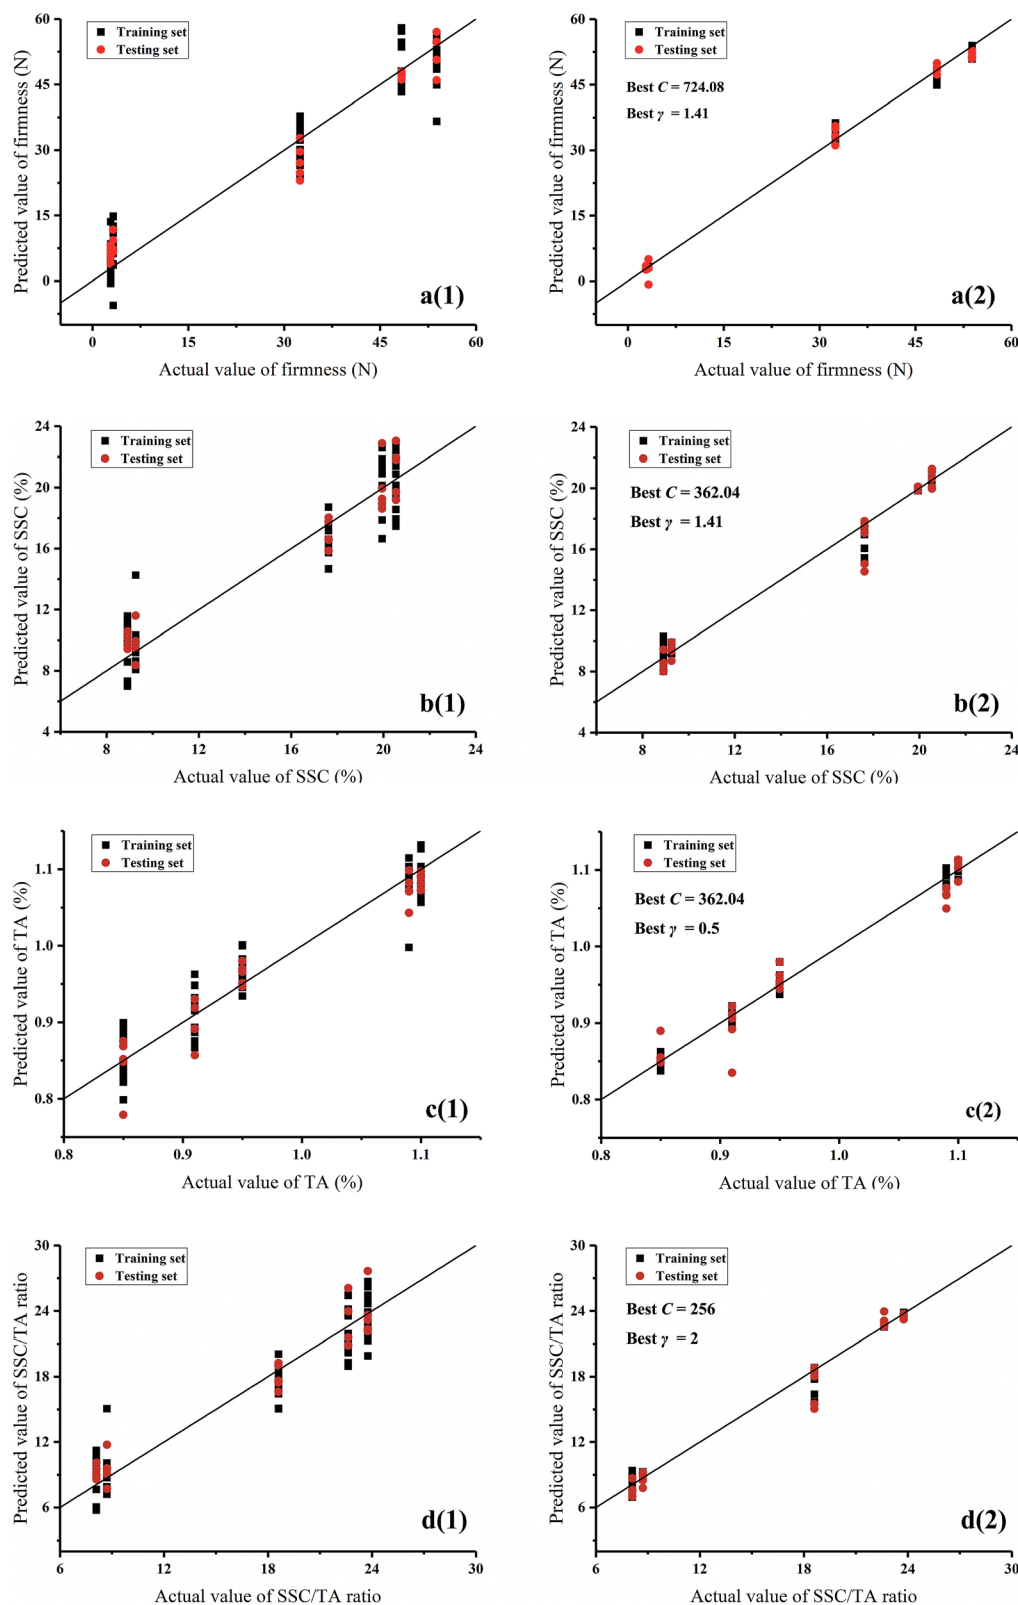 Training set
Testing set
60
45
30
15
0
Predicted value of firmness (N)
a(1)
0 15 30 45 60
Actual value of firmness (N)
Training set
Testing set
Best C = 724.08
Best γ = 1.41
60
45
30
15
0
Predicted value of firmness (N)
a(2)
0 15 30 45 60
Actual value of firmness (N)
Training set
Testing set
24
20
16
12
8
4
Predicted value of SSC (%)
b(1)
8 12 16 20 24
Actual value of SSC (%)
Training set
Testing set
Best C = 362.04
Best γ = 1.41
24
20
16
12
8
4
Predicted value of SSC (%)
b(2)
8 12 16 20 24
Actual value of SSC (%)
Training set
Testing set
1.1
1.0
0.9
0.8
Predicted value of TA (%)
c(1)
0.8 0.9 1.0 1.1
Actual value of TA (%)
Training set
Testing set
Best C = 362.04
Best γ = 0.5
1.1
1.0
0.9
0.8
Predicted value of TA (%)
c(2)
0.8 0.9 1.0 1.1
Actual value of TA (%)
Training set
Testing set
30
24
18
12
6
Predicted value of SSC/TA ratio
d(1)
6 12 18 24 30
Actual value of SSC/TA ratio
Training set
Testing set
Best C = 256
Best γ = 2
30
24
18
12
6
Predicted value of SSC/TA ratio
d(2)
6 12 18 24 30
Actual value of SSC/TA ratio